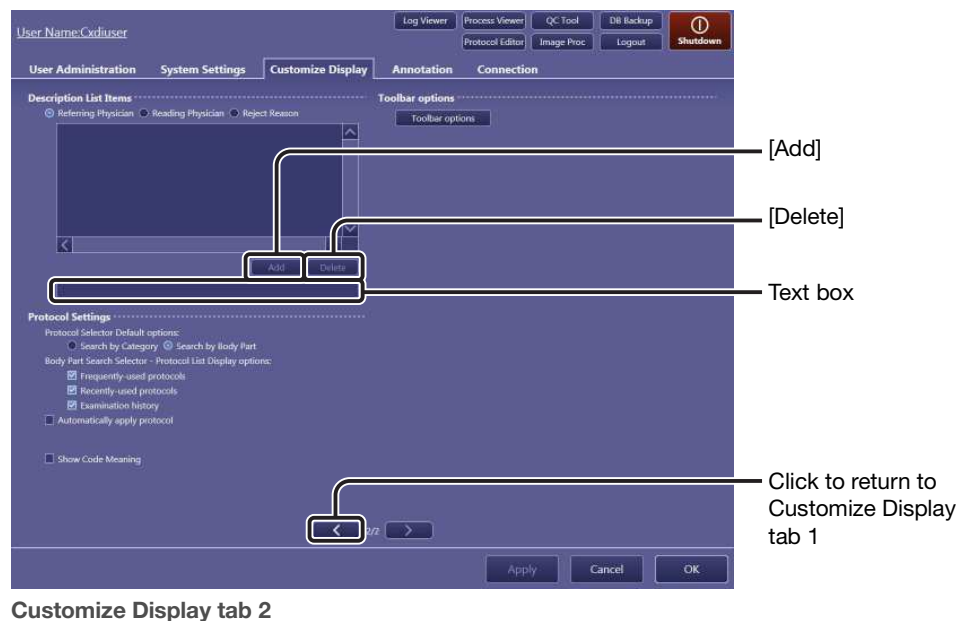 User Name:Cxdiuser
Log Viewer Process Viewer QC Tool DB Backup
Protocol Editor Image Proc Logout Shutdown
User Administration System Settings Customize Display Annotation Connection
Description List Items Toolbar options
Referring Physician Reading Physician Reject Reason Toolbar options
[Add]
[Delete]
Add Delete
Text box
Protocol Settings
Protocol Selector Default options:
Search by Category Search by Body Part
Body Part Search Selector - Protocol List Display options:
Frequently-used protocols
Recently-used protocols
Examination history
Automatically apply protocol
Show Code Meaning
Click to return to
Customize Display
tab 1
2/2
Apply Cancel OK
Customize Display tab 2